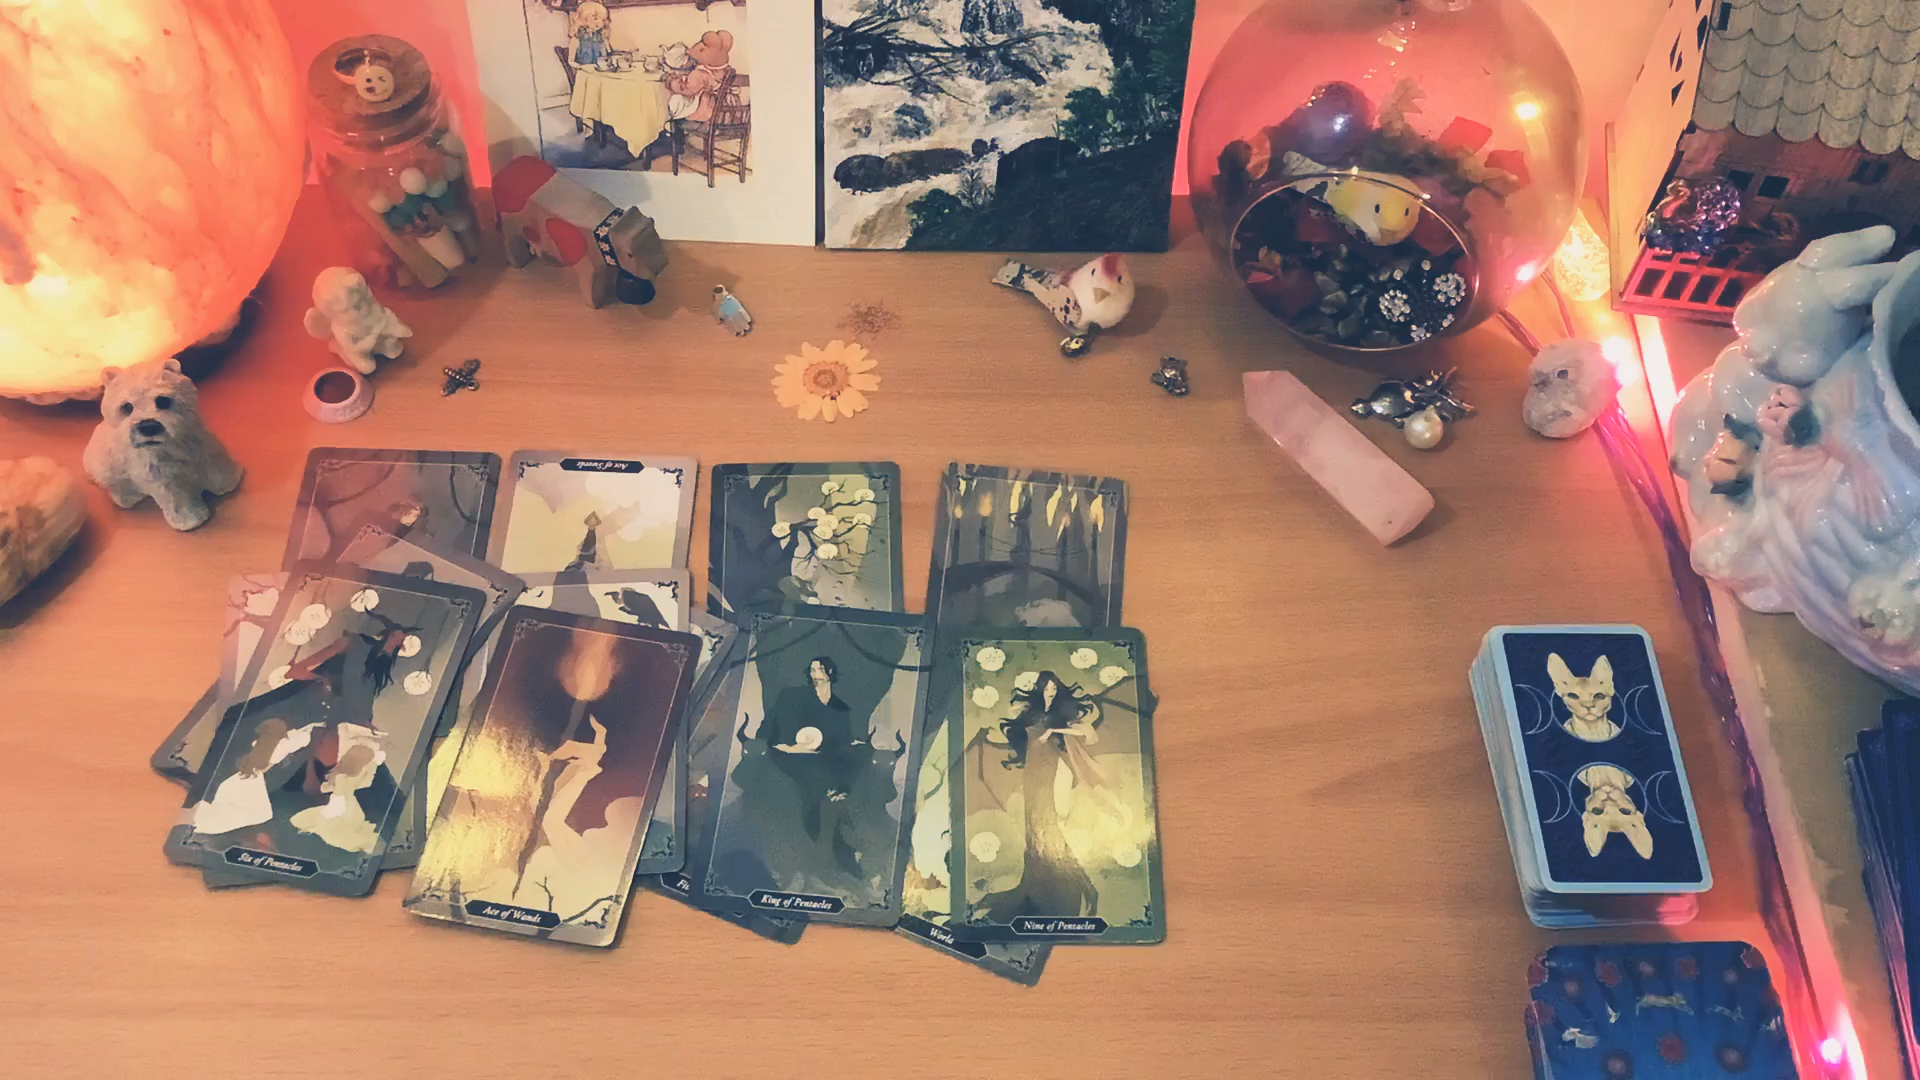 Ace of Swords
Six of Pentacles
Ace of Wands
King of Pentacles
World
Nine of Pentacles